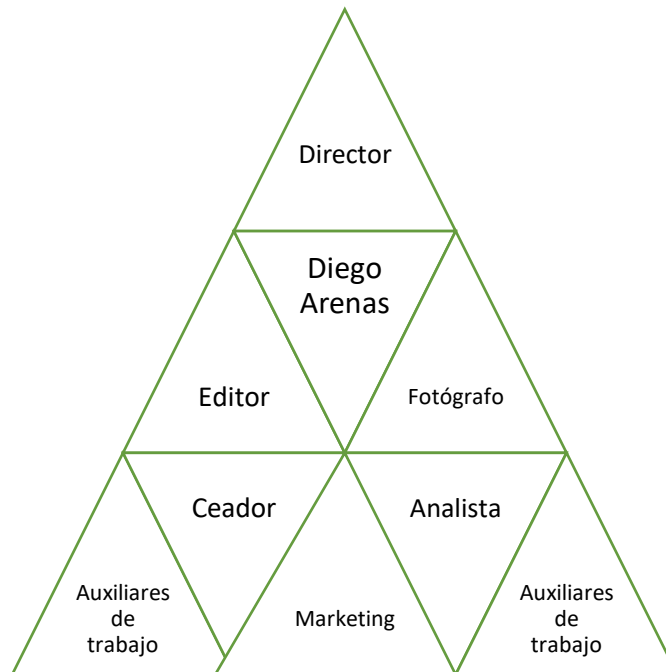 Director
Diego
Arenas
Editor
Fotógrafo
Ceador
Analista
Auxiliares
de
trabajo
Marketing
Auxiliares
de
trabajo